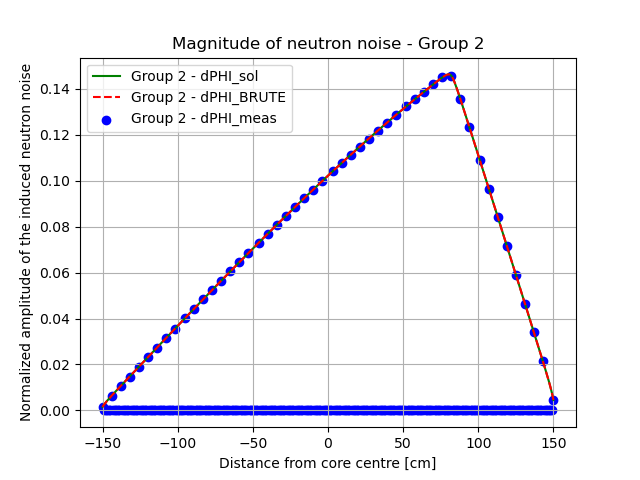 Magnitude of neutron noise - Group 2
Group 2 - dPHI_sol
Group 2 - dPHI_BRUTE
Group 2 - dPHI_meas
Normalized amplitude of the induced neutron noise
0.14
0.12
0.10
0.08
0.06
0.04
0.02
0.00
−150 −100 −50 0 50 100 150
Distance from core centre [cm]